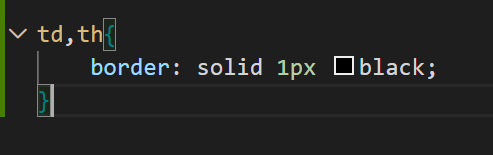 td,th{
border: solid 1px black;
}